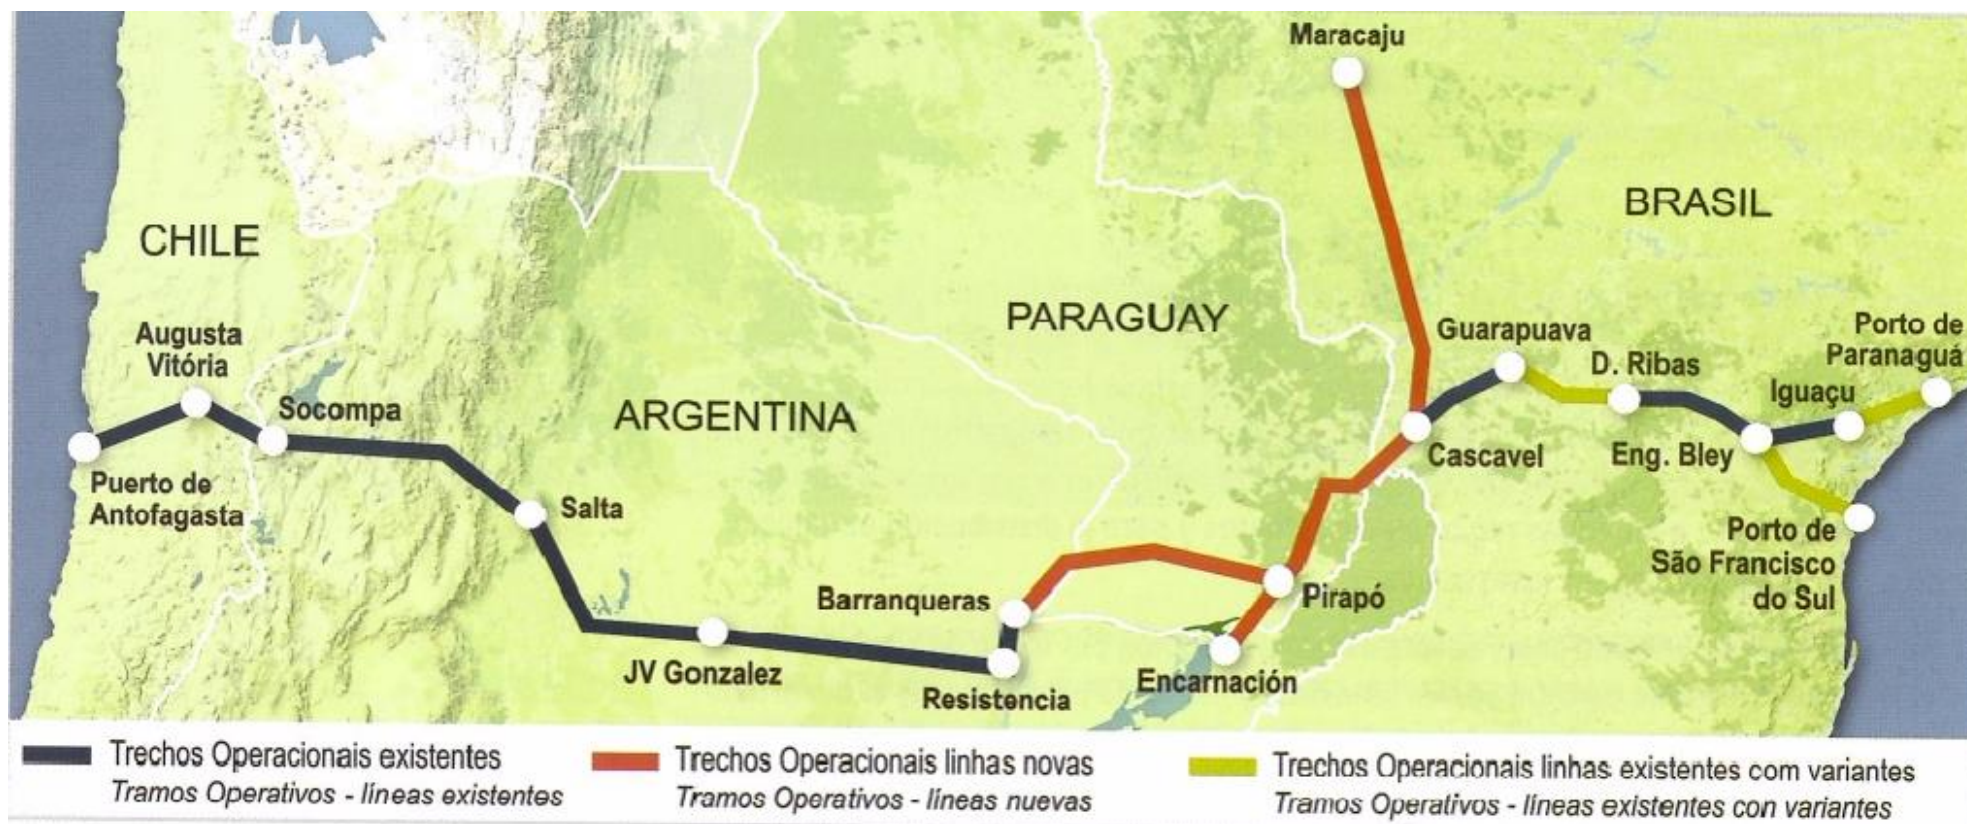 Maracaju
BRASIL
CHILE
PARAGUAY
Augusta
Vitória
Socompa
ARGENTINA
Guarapuava
D. Ribas
Porto de
Paranaguá
Iguaçu
Cascavel
Eng. Bley
Puerto de
Antofagasta
Salta
Porto de
São Francisco
do Sul
Barranqueras
Pirapó
JV Gonzalez
Resistencia
Encarnación
Trechos Operacionais existentes
Tramos Operativos - líneas existentes
Trechos Operacionais linhas novas
Tramos Operativos - líneas nuevas
Trechos Operacionais linhas existentes com variantes
Tramos Operativos - líneas existentes con variantes